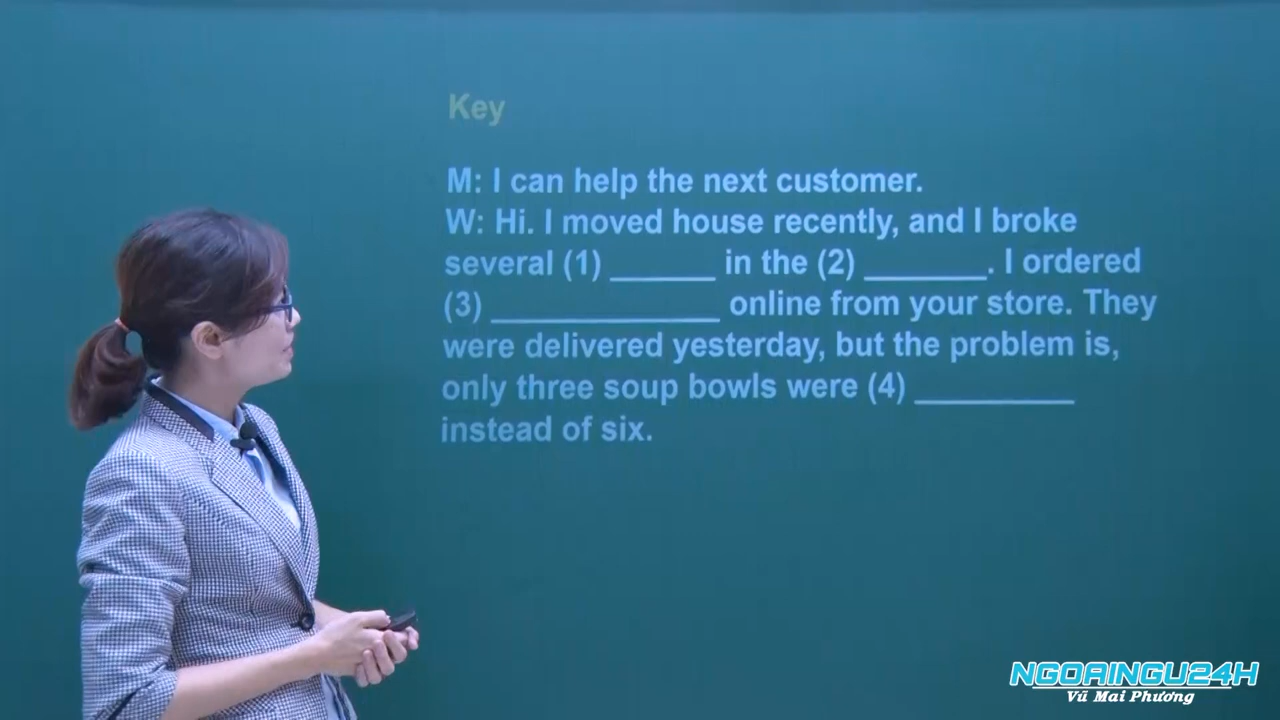 Key
M: I can help the next customer.
W: Hi. I moved house recently, and I broke
several (1) _______ in the (2) _______. I ordered
(3) _____________ online from your store. They
were delivered yesterday, but the problem is,
only three soup bowls were (4) _________
instead of six.
NGOAINGU24H
Vũ Mai Phương